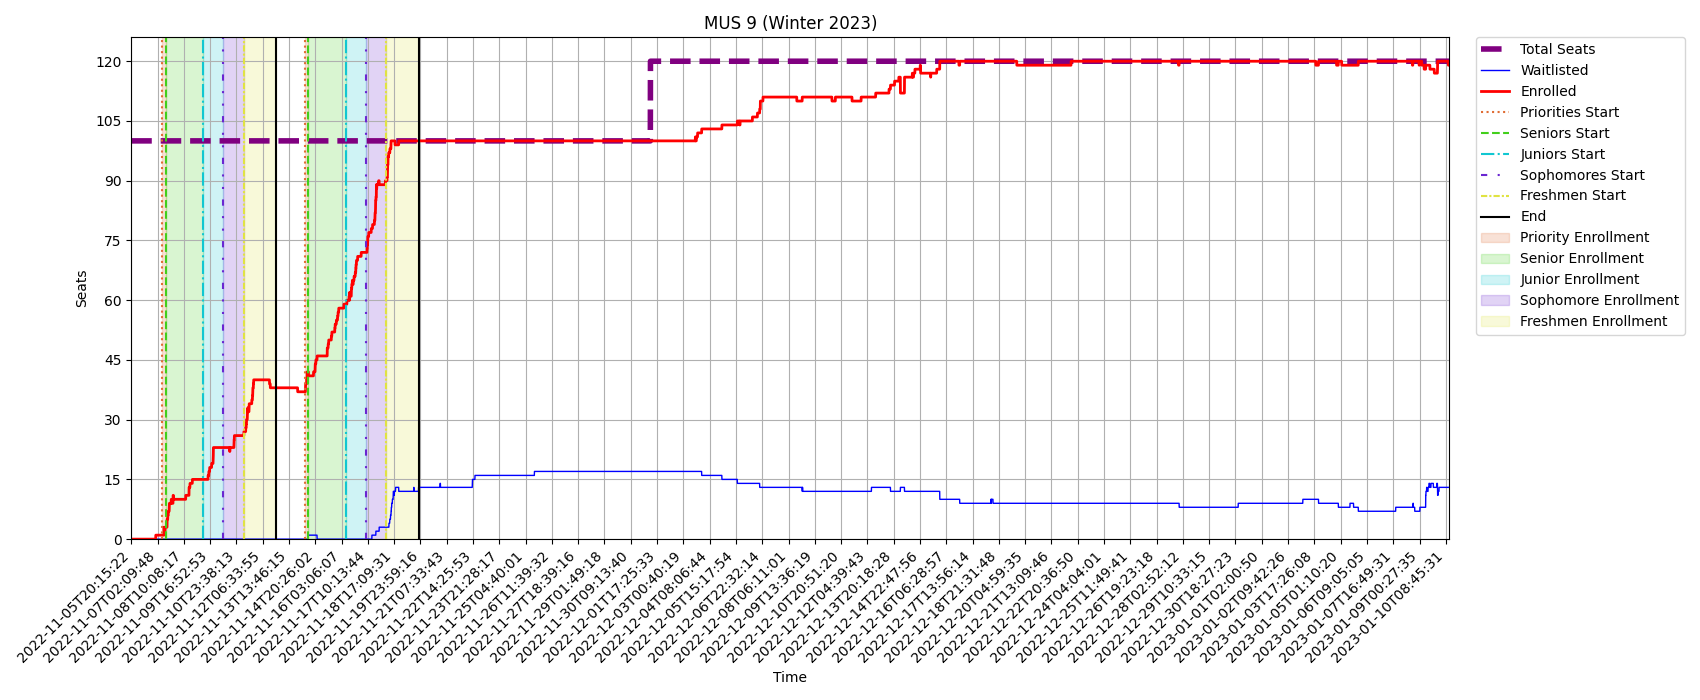 MUS 9 (Winter 2023)
120
105
90
75
60
45
30
15
0
Seats
2022-11-05T20:15:22
2022-11-07T02:09:48
2022-11-08T10:08:17
2022-11-09T16:52:53
2022-11-10T23:38:13
2022-11-12T06:33:55
2022-11-13T13:46:15
2022-11-14T20:26:02
2022-11-16T03:06:07
2022-11-17T10:13:44
2022-11-18T17:09:31
2022-11-19T23:59:16
2022-11-21T07:33:43
2022-11-22T14:25:53
2022-11-23T21:28:17
2022-11-25T04:40:01
2022-11-26T11:39:32
2022-11-27T18:39:16
2022-11-29T01:49:18
2022-11-30T09:13:40
2022-12-01T17:25:33
2022-12-03T00:40:19
2022-12-04T08:06:44
2022-12-05T15:17:54
2022-12-06T22:32:14
2022-12-08T06:11:01
2022-12-09T13:36:19
2022-12-10T20:51:20
2022-12-12T04:39:43
2022-12-13T20:18:28
2022-12-14T22:47:56
2022-12-16T06:28:57
2022-12-17T13:56:14
2022-12-18T21:31:48
2022-12-20T04:59:35
2022-12-21T13:09:46
2022-12-22T20:36:50
2022-12-24T04:04:01
2022-12-25T11:49:41
2022-12-26T19:23:18
2022-12-28T02:52:12
2022-12-29T10:33:15
2022-12-30T18:27:23
2023-01-01T02:00:50
2023-01-02T09:42:26
2023-01-03T17:26:08
2023-01-05T01:10:20
2023-01-06T09:05:05
2023-01-07T16:49:31
2023-01-09T00:27:35
2023-01-10T08:45:31
Time
Total Seats
Waitlisted
Enrolled
Priorities Start
Seniors Start
Juniors Start
Sophomores Start
Freshmen Start
End
Priority Enrollment
Senior Enrollment
Junior Enrollment
Sophomore Enrollment
Freshmen Enrollment